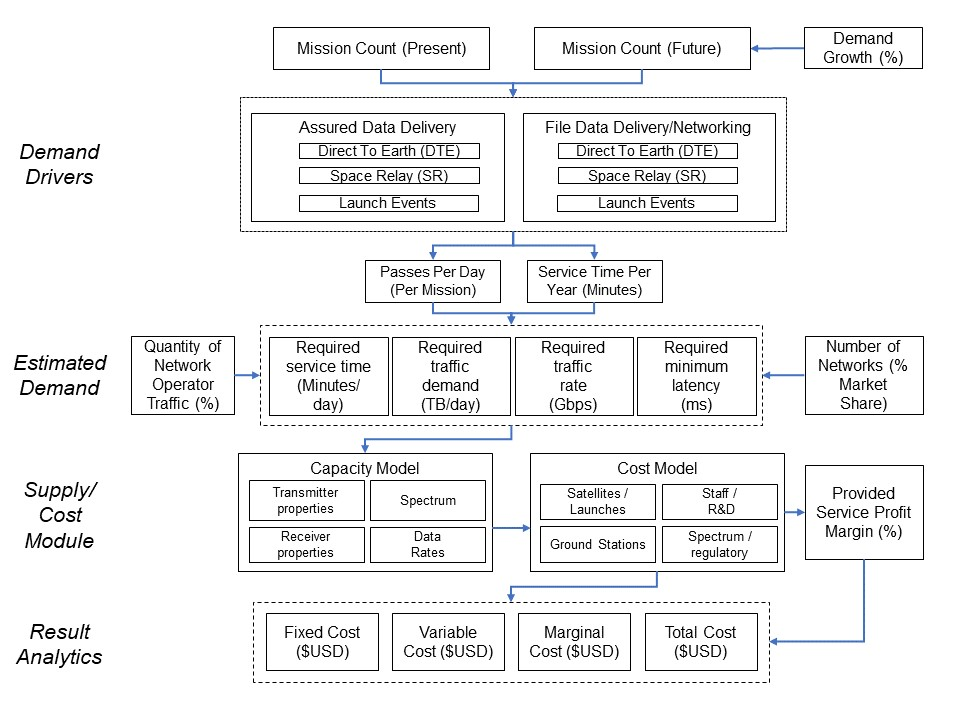 Mission Count (Present)
Mission Count (Future)
Demand
Growth (%)
Demand
Drivers
Assured Data Delivery
Direct To Earth (DTE)
Space Relay (SR)
Launch Events
File Data Delivery/Networking
Direct To Earth (DTE)
Space Relay (SR)
Launch Events
Passes Per Day
(Per Mission)
Service Time Per
Year (Minutes)
Estimated
Demand
Quantity of
Network
Operator
Traffic (%)
Required
service time
(Minutes/
day)
Required
traffic
demand
(TB/day)
Required
traffic
rate
(Gbps)
Required
minimum
latency
(ms)
Number of
Networks (%
Market
Share)
Supply/
Cost
Module
Capacity Model
Transmitter
properties
Spectrum
Receiver
properties
Data
Rates
Cost Model
Satellites /
Launches
Staff /
R&D
Ground Stations
Spectrum /
regulatory
Provided
Service Profit
Margin (%)
Result
Analytics
Fixed Cost
($USD)
Variable
Cost ($USD)
Marginal
Cost ($USD)
Total Cost
($USD)